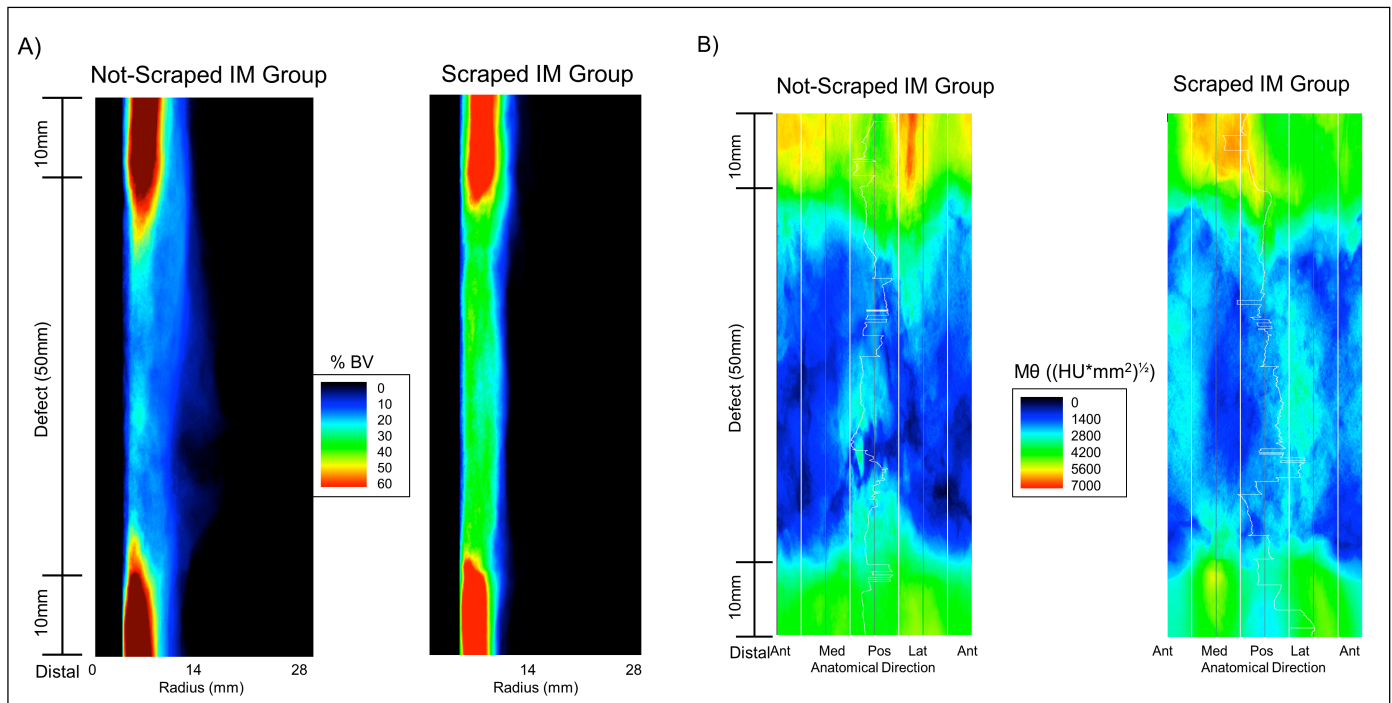 A)
Not-Scraped IM Group
Scraped IM Group
10mm
Defect (50mm)
10mm
Distal
0
14
28
Radius (mm)
14
28
Radius (mm)
% BV
0
10
20
30
40
50
60
B)
Not-Scraped IM Group
Scraped IM Group
10mm
Defect (50mm)
10mm
Distal
Ant Med Pos Lat Ant
Anatomical Direction
Ant Med Pos Lat Ant
Anatomical Direction
Mθ ((HU*mm²)½)
0
1400
2800
4200
5600
7000